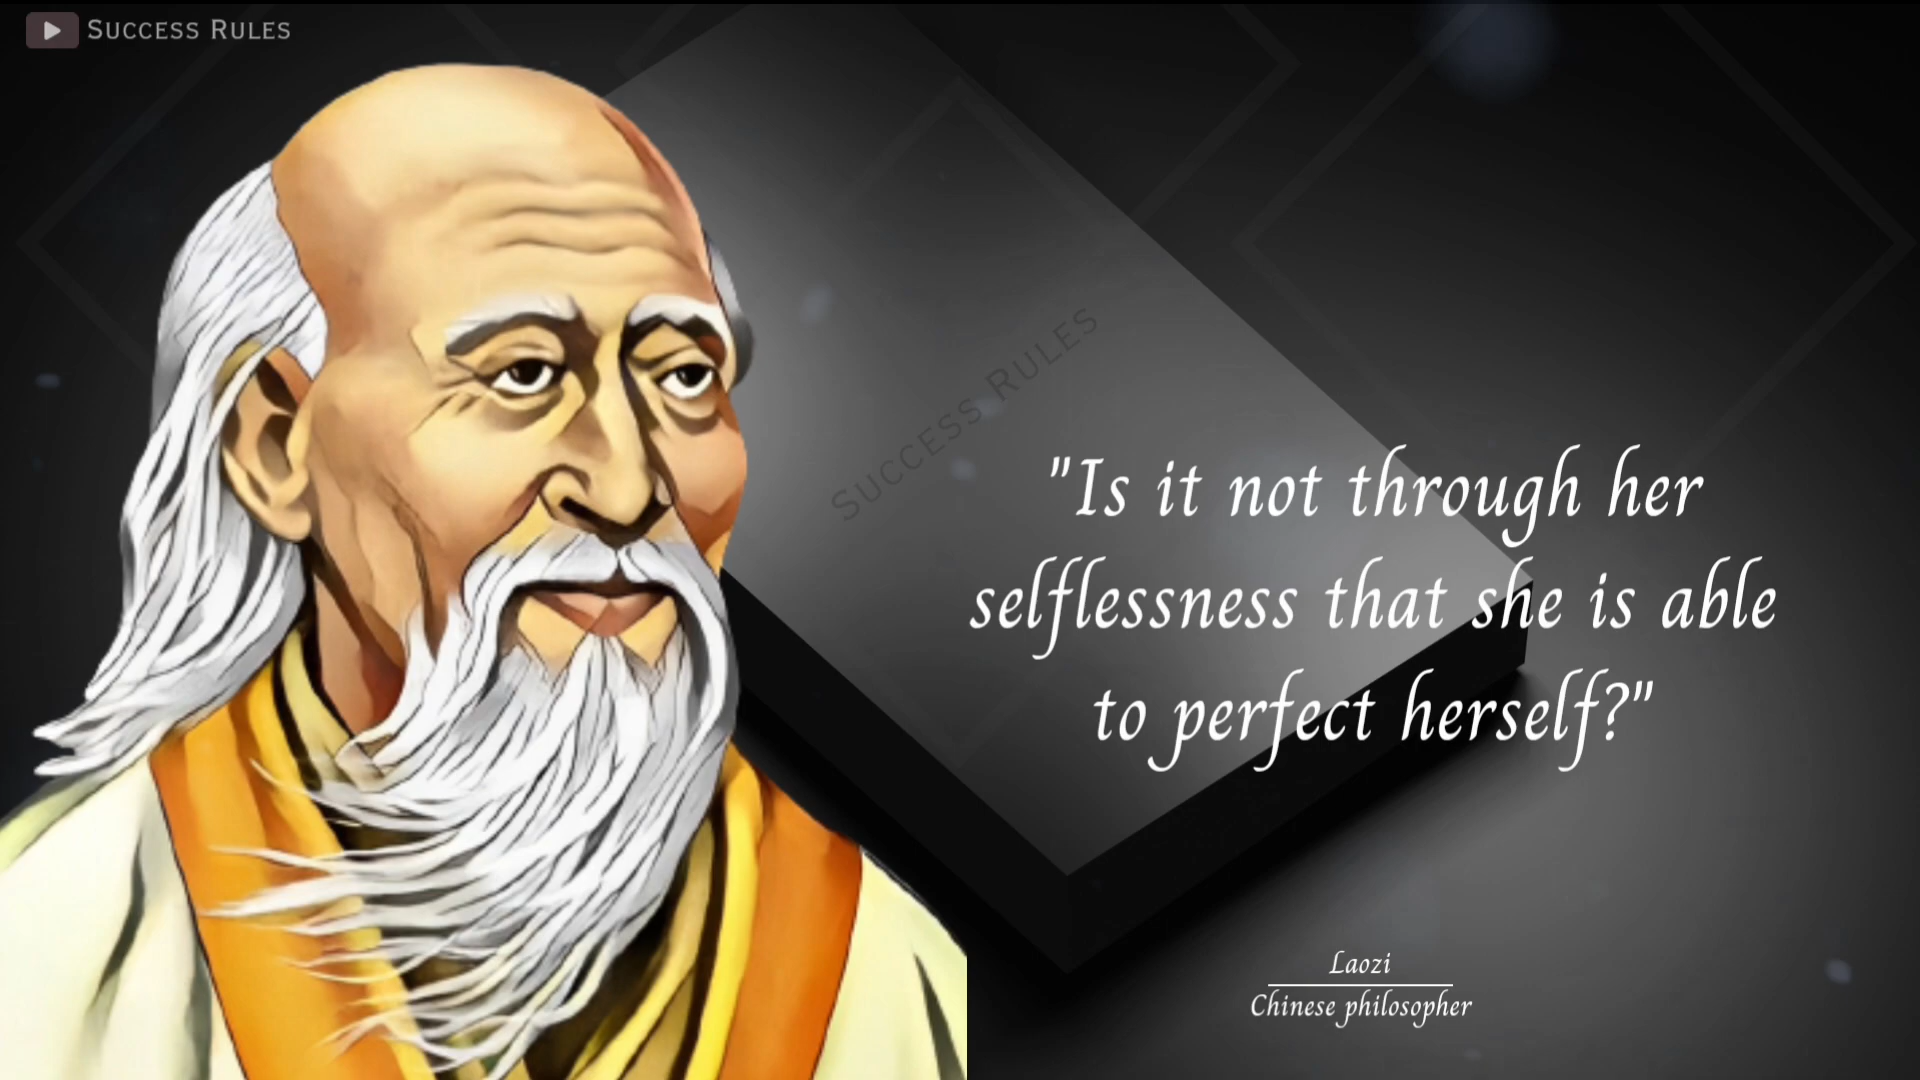 Success Rules
Success Rules
"Is it not through her
selflessness that she is able
to perfect herself?"
Laozi
Chinese philosopher